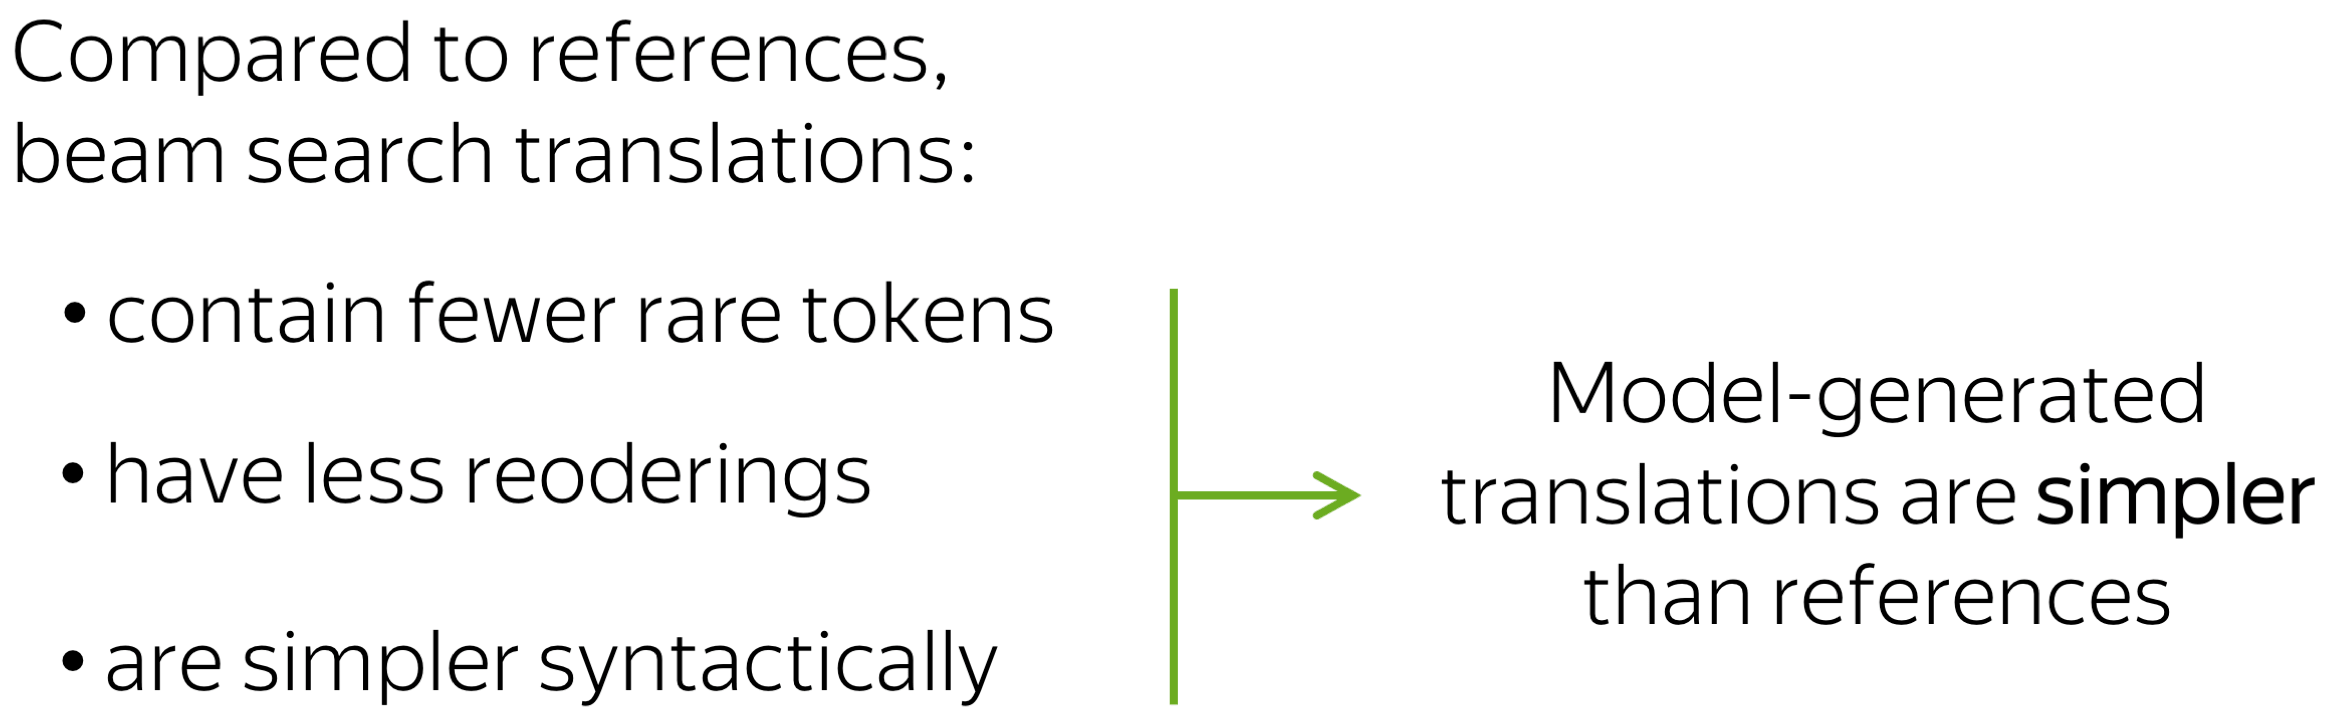 Compared to references,
beam search translations:
• contain fewer rare tokens
• have less reoderings
• are simpler syntactically
Model-generated
translations are simpler
than references